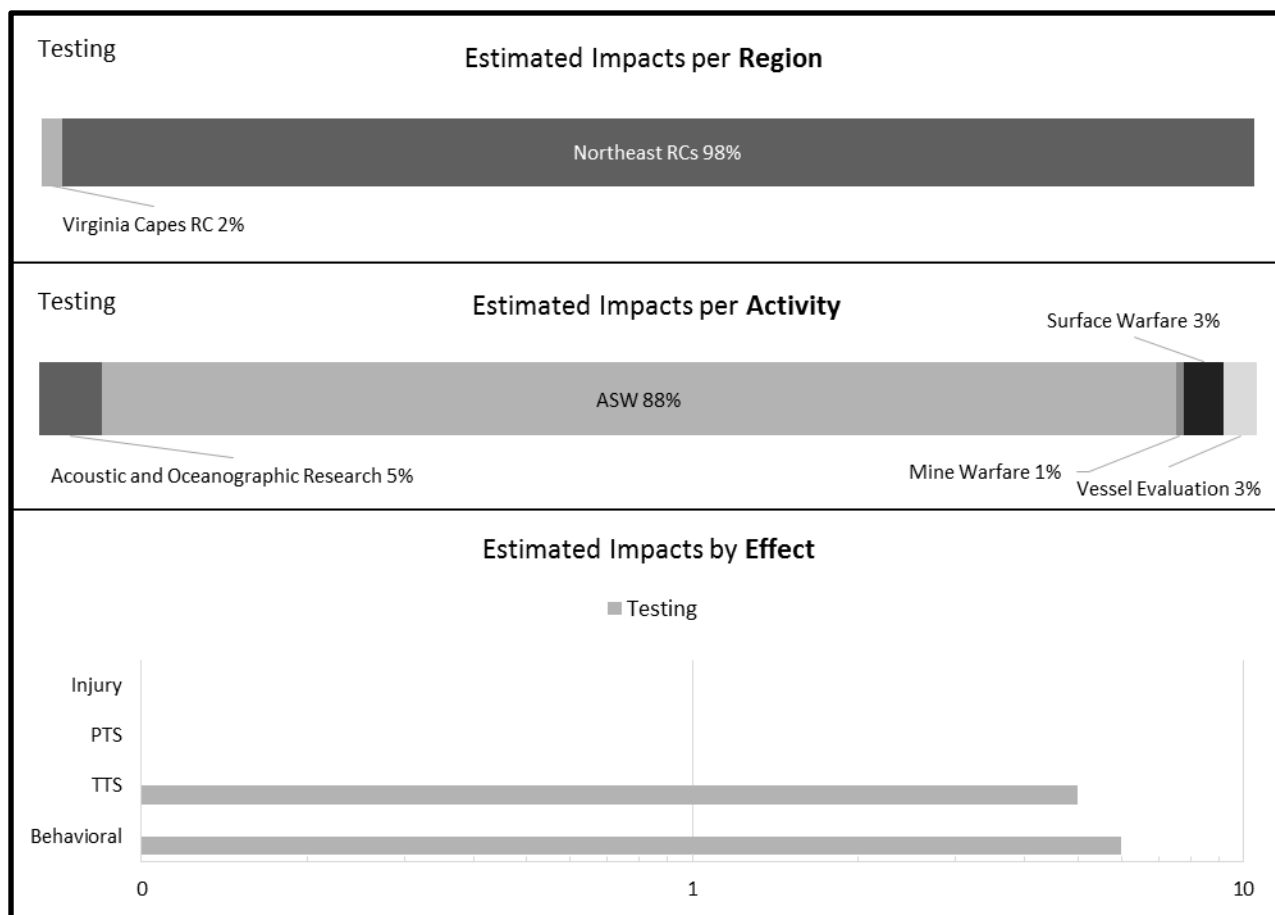 Testing
Estimated Impacts per Region
Northeast RCs 98%
Virginia Capes RC 2%
Testing
Estimated Impacts per Activity
Surface Warfare 3%
ASW 88%
Acoustic and Oceanographic Research 5%
Mine Warfare 1%
Vessel Evaluation 3%
Estimated Impacts by Effect
Testing
Injury
PTS
TTS
Behavioral
0 1 10